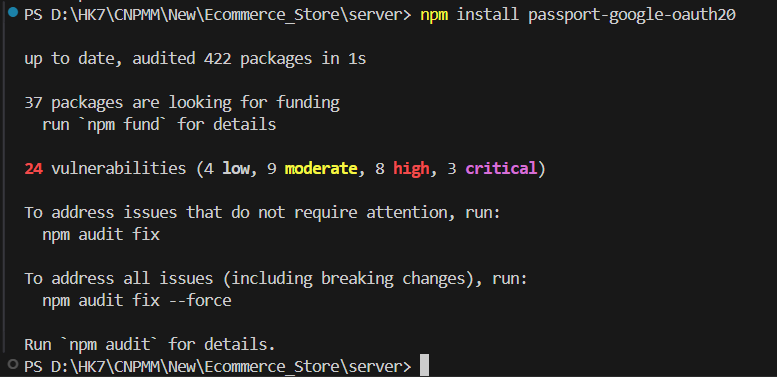 PS D:\HK7\CNPMM\New\Ecommerce_Store\server> npm install passport-google-oauth20
up to date, audited 422 packages in 1s
37 packages are looking for funding
  run `npm fund` for details
24 vulnerabilities (4 low, 9 moderate, 8 high, 3 critical)
To address issues that do not require attention, run:
  npm audit fix
To address all issues (including breaking changes), run:
  npm audit fix --force
Run `npm audit` for details.
PS D:\HK7\CNPMM\New\Ecommerce_Store\server>